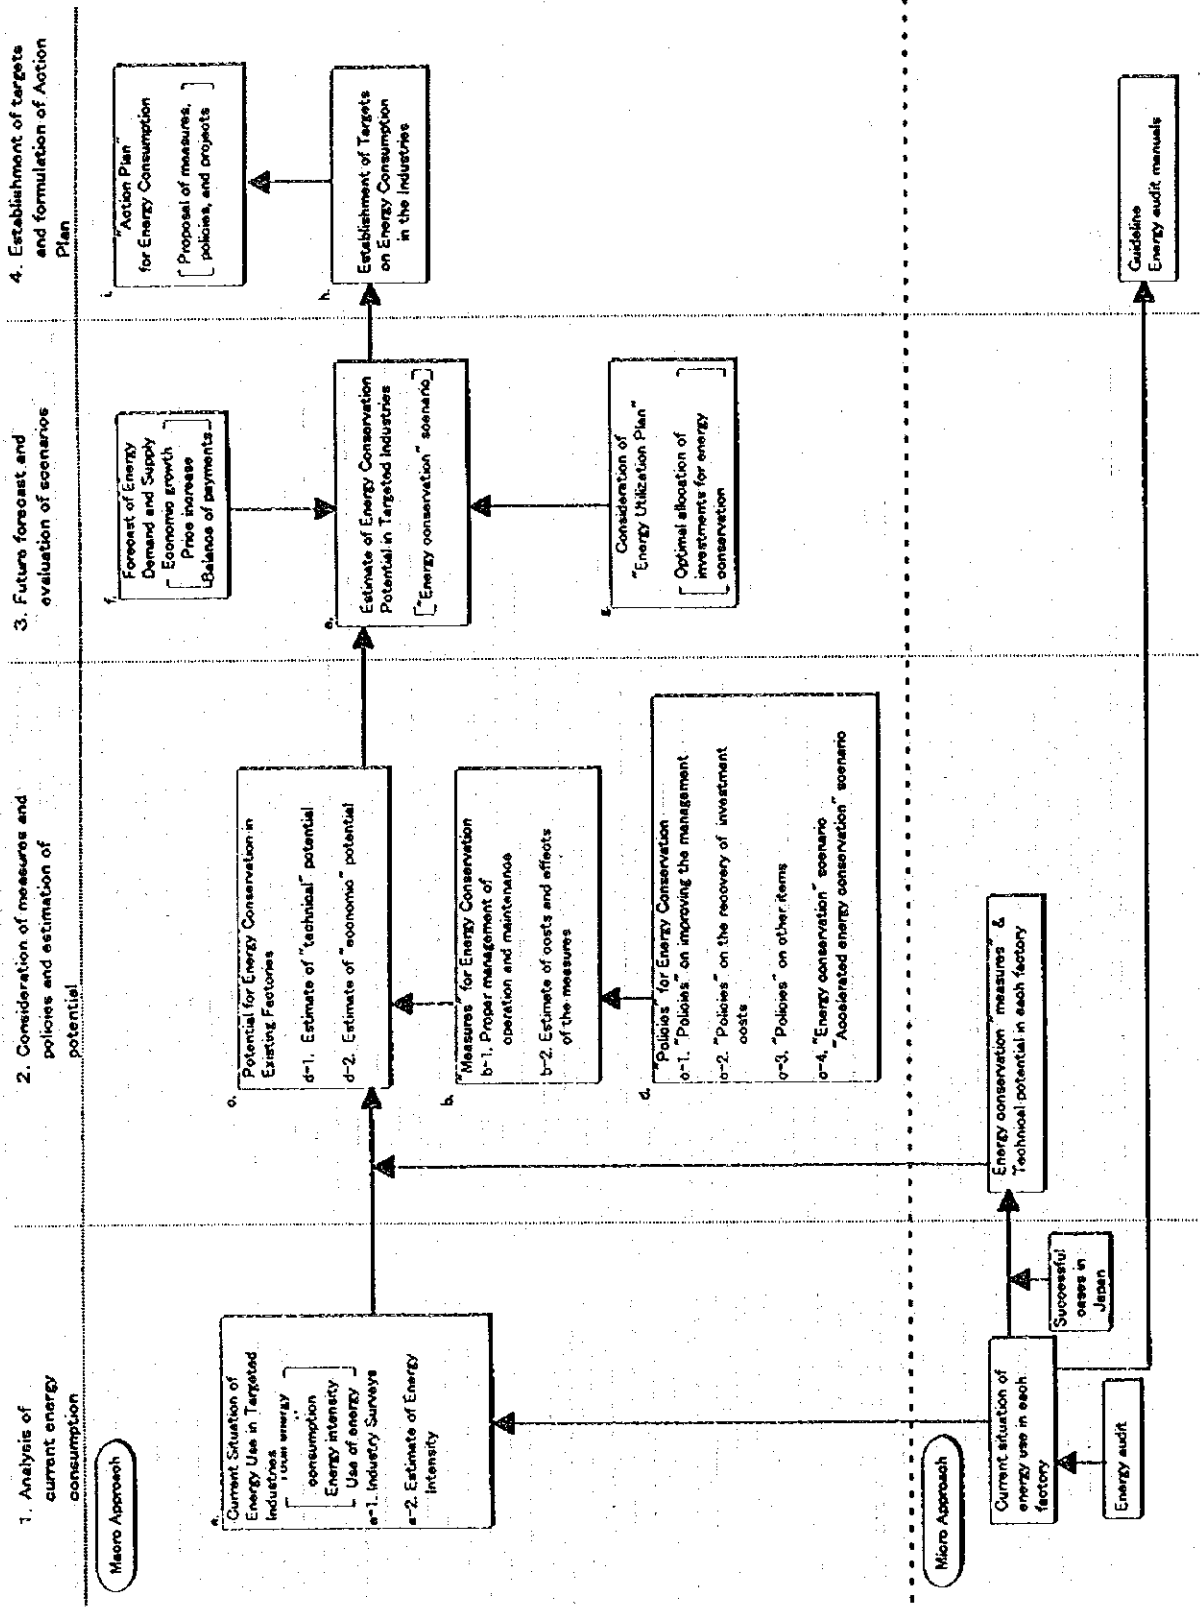 1. Analysis of
current energy
consumption
2. Consideration of measures and
policies and estimation of
potential
3. Future forecast and
evaluation of scenarios
4. Establishment of targets
and formulation of Action
Plan
Macro Approach
a.
Current Situation of
Energy Use in Targeted
Industries
Total energy
consumption
Energy intensity
Use of energy
a-1. Industry Surveys
a-2. Estimate of Energy
Intensity
c.
Potential for Energy Conservation in
Existing Factories
d-1. Estimate of "technical" potential
d-2. Estimate of "economic" potential
b.
"Measures" for Energy Conservation
b-1. Proper management of
operation and maintenance
b-2. Estimate of costs and effects
of the measures
d.
"Policies" for Energy Conservation
c-1. "Policies" on improving the management
c-2. "Policies" on the recovery of investment
costs
c-3. "Policies" on other items
c-4. "Energy conservation" scenario
"Accelerated energy conservation" scenario
f.
Forecast of Energy
Demand and Supply
Economic growth
Price increase
Balance of payments
e.
Estimate of Energy Conservation
Potential in Targeted Industries
["Energy conservation" scenario]
g.
Consideration of
"Energy Utilization Plan"
Optimal allocation of
investments for energy
conservation
i.
"Action Plan"
for Energy Consumption
Proposal of measures,
policies, and projects
h.
Establishment of Targets
on Energy Consumption
in the Industries
Micro Approach
Current situation of
energy use in each
factory
Energy audit
Successful
cases in
Japan
Energy conservation "measures" &
Technical potential in each factory
Guideline
Energy audit manuals